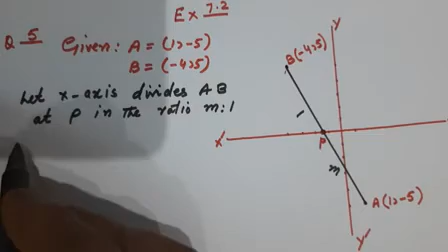 Ex 7.2
Q 5 Given: A = (1, -5)
B = (-4, 5)
Let x-axis divides AB
at P in the ratio m:1
Y
B(-4, 5)
1
X'
P
m
A(1, -5)
Y'